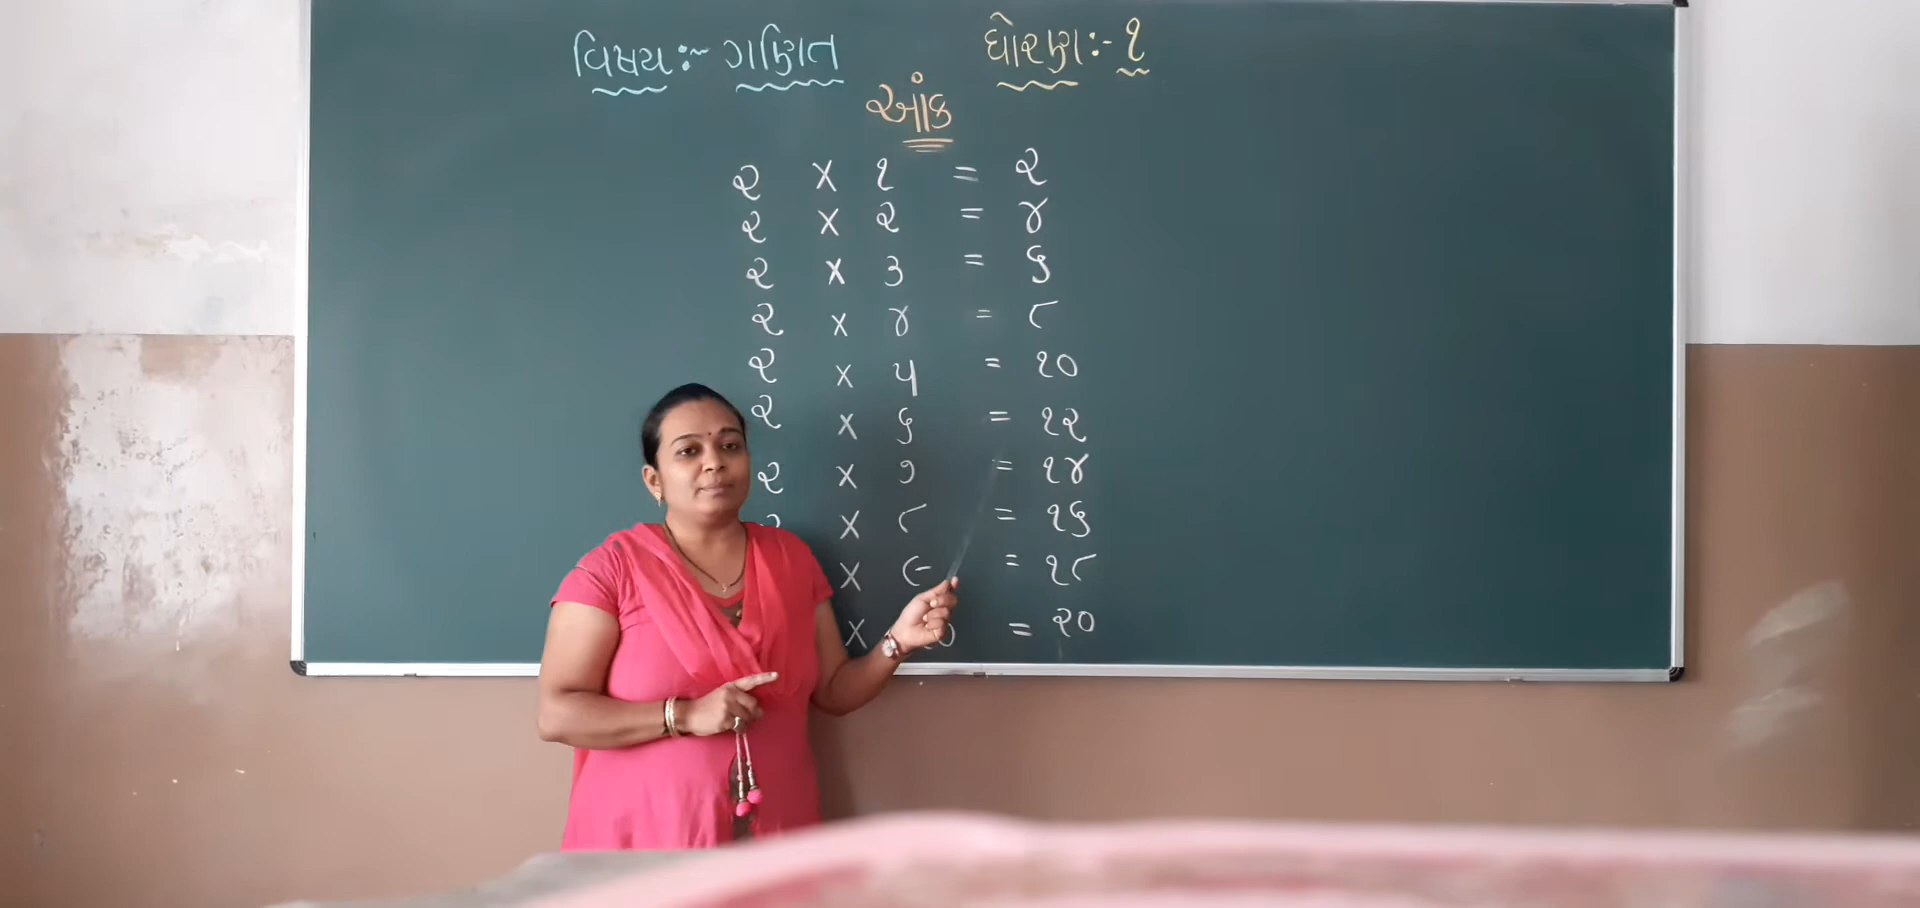 વિષય:- ગણિત ધોરણ:- ૧
આંક
૨ × ૧ = ૨
૨ × ૨ = ૪
૨ × ૩ = ૬
૨ × ૪ = ૮
૨ × ૫ = ૧૦
૨ × ૬ = ૧૨
૨ × ૭ = ૧૪
× ૮ = ૧૬
× ૯ = ૧૮
× = ૨૦